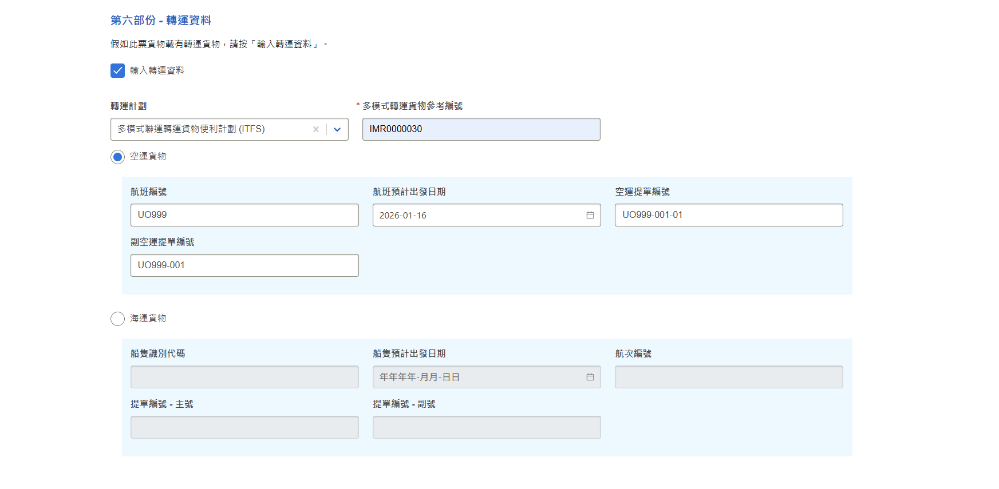 第六部份 - 轉運資料
假如此票貨物載有轉運貨物，請按「輸入轉運資料」。
輸入轉運資料
轉運計劃
* 多模式轉運貨物參考編號
多模式聯運轉運貨物便利計劃 (ITFS)
IMR0000030
空運貨物
航班編號
航班預計出發日期
空運提單編號
UO999
2026-01-16
UO999-001-01
副空運提單編號
UO999-001
海運貨物
船隻識別代碼
船隻預計出發日期
航次編號
年年年年-月月-日日
提單編號 - 主號
提單編號 - 副號